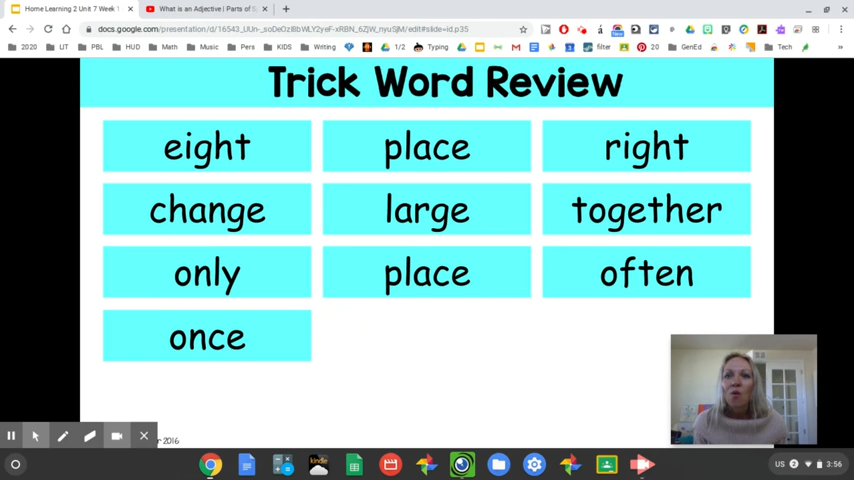 Home Learning 2 Unit 7 Week 1
What is an Adjective | Parts of S
docs.google.com/presentation/d/16543_UUn-_soDeOzI8bWLY2yeF-xRBN_6ZjW_nyuSjM/edit#slide=id.p35
2020 LIT PBL HUD Math Music Pers KIDS Writing 1/2 Typing filter 20 GenEd Tech »
Trick Word Review
eight place right
change large together
only place often
once
r 2016
US 2 3:56